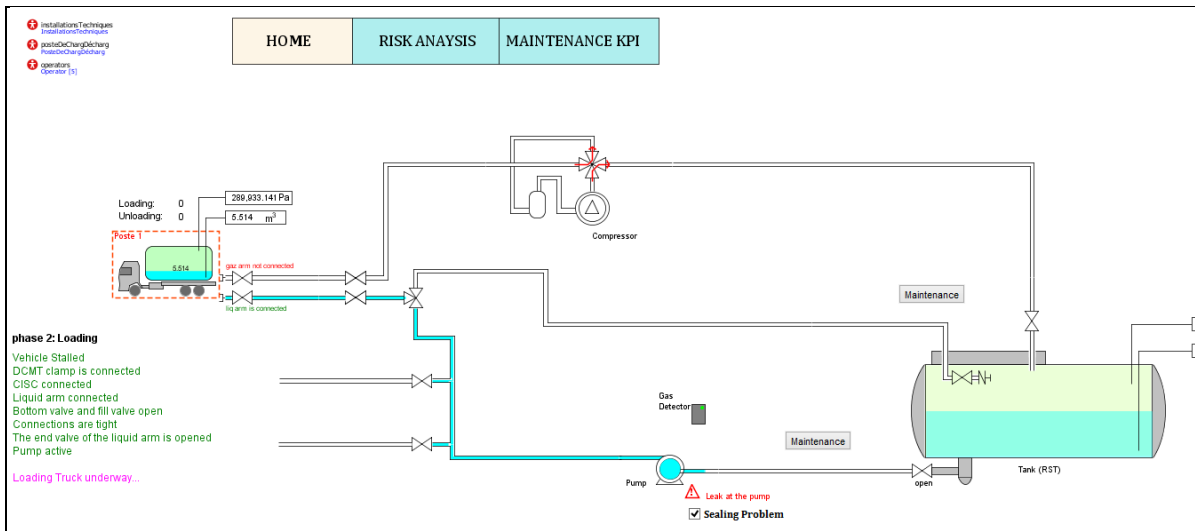 installationsTechniques
InstallationsTechniques
posteDeChargDécharg
PosteDeChargDécharg
operators
Operator [5]
HOME RISK ANAYSIS MAINTENANCE KPI
Loading: 0
Unloading: 0
289,933.141 Pa
5.514 m³
Poste 1
5.514
gaz arm not connected
liq arm is connected
Compressor
Maintenance
phase 2: Loading
Vehicle Stalled
DCMT clamp is connected
CISC connected
Liquid arm connected
Bottom valve and fill valve open
Connections are tight
The end valve of the liquid arm is opened
Pump active
Loading Truck underway...
Gas
Detector
Maintenance
Pump
open
Tank (RST)
Leak at the pump
Sealing Problem